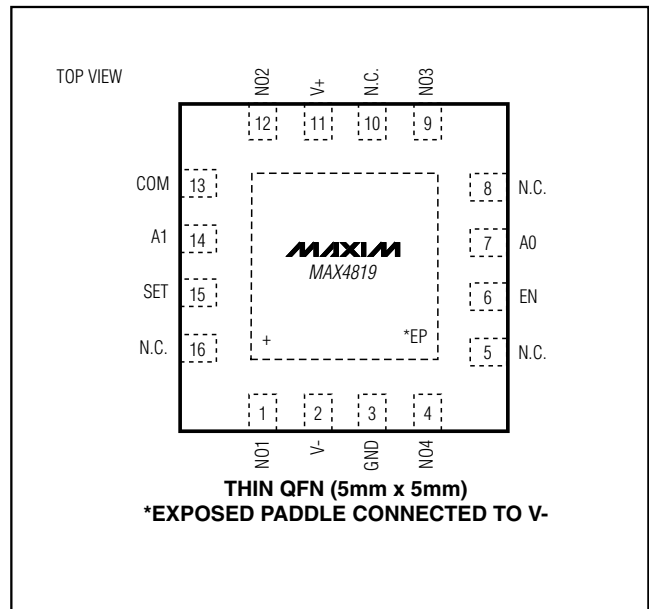 TOP VIEW
NO2
V+
N.C.
NO3
12
11
10
9
COM
13
8
N.C.
A1
14
MAXIM
7
A0
MAX4819
SET
15
6
EN
N.C.
16
+
*EP
5
N.C.
1
2
3
4
NO1
V-
GND
NO4
THIN QFN (5mm x 5mm)
*EXPOSED PADDLE CONNECTED TO V-